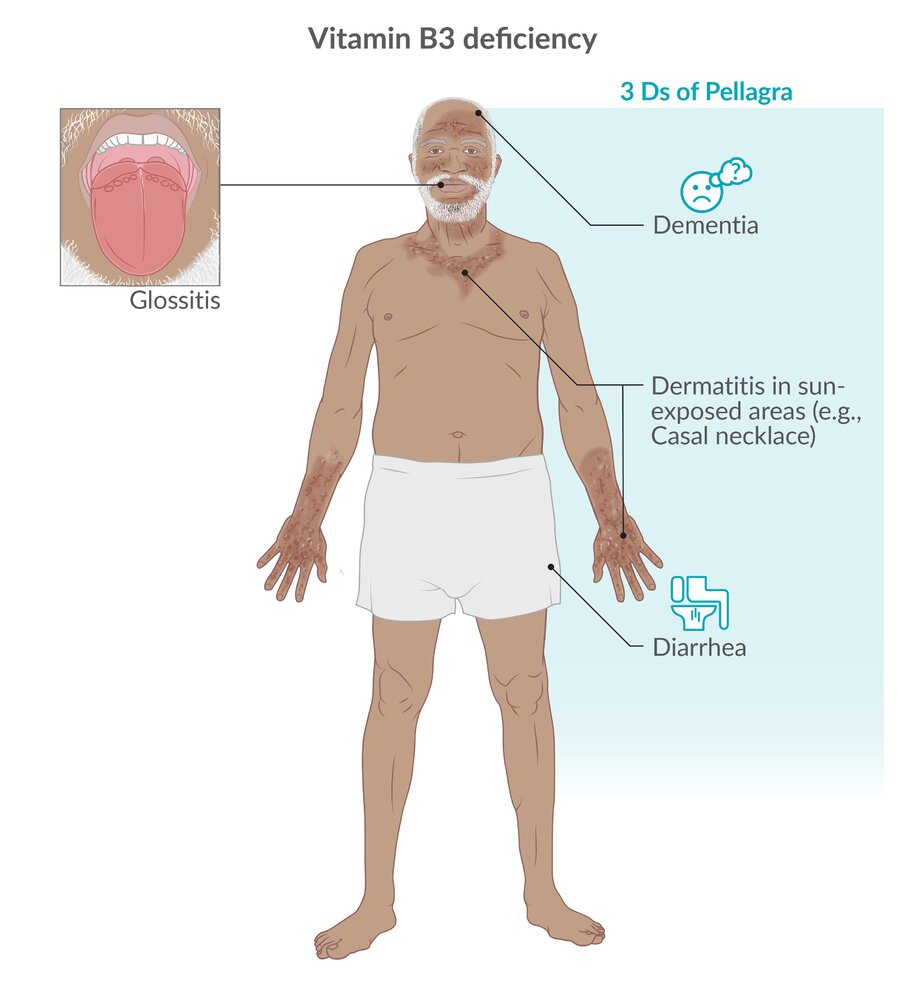 Vitamin B3 deficiency
3 Ds of Pellagra
?
Dementia
Glossitis
Dermatitis in sun-
exposed areas (e.g.,
Casal necklace)
Diarrhea